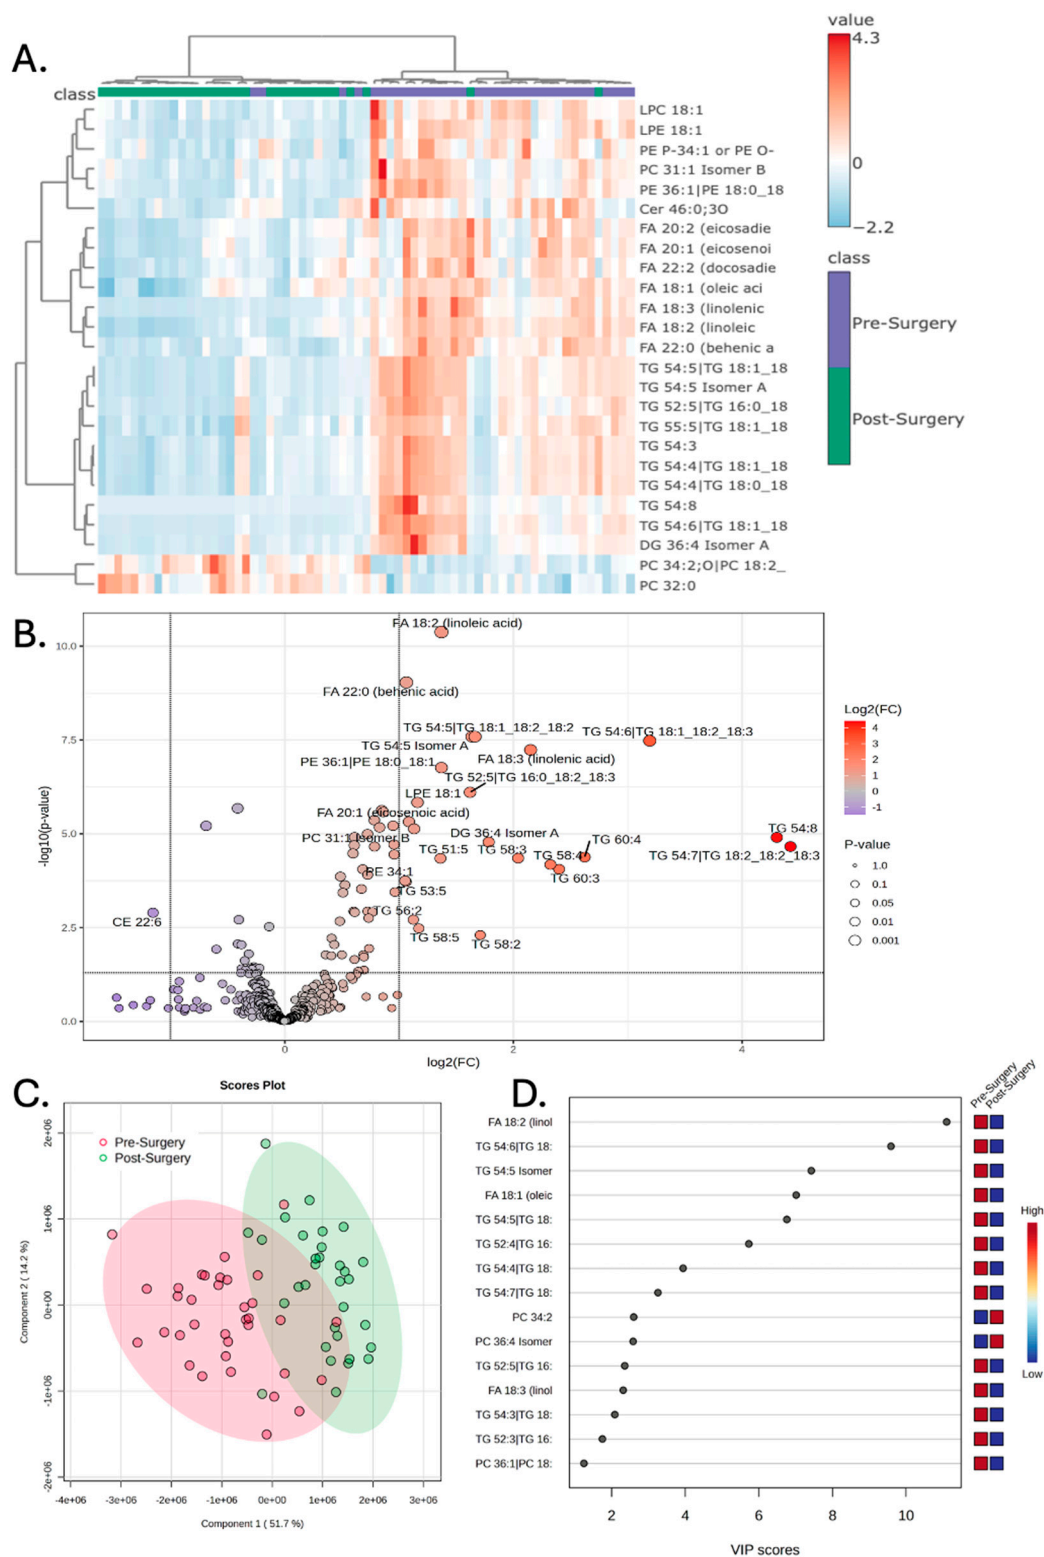 A.
value
4.3
0
−2.2
class
LPC 18:1
LPE 18:1
PE P-34:1 or PE O-
PC 31:1 Isomer B
PE 36:1|PE 18:0_18
Cer 46:0;3O
FA 20:2 (eicosadie
FA 20:1 (eicosenoi
FA 22:2 (docosadie
FA 18:1 (oleic aci
FA 18:3 (linolenic
FA 18:2 (linoleic
FA 22:0 (behenic a
TG 54:5|TG 18:1_18
TG 54:5 Isomer A
TG 52:5|TG 16:0_18
TG 55:5|TG 18:1_18
TG 54:3
TG 54:4|TG 18:1_18
TG 54:4|TG 18:0_18
TG 54:8
TG 54:6|TG 18:1_18
DG 36:4 Isomer A
PC 34:2;O|PC 18:2_
PC 32:0
class
Pre-Surgery
Post-Surgery
B.
-log10(p-value)
10.0
7.5
5.0
2.5
0.0
FA 18:2 (linoleic acid)
FA 22:0 (behenic acid)
TG 54:5|TG 18:1_18:2_18:2
TG 54:6|TG 18:1_18:2_18:3
TG 54:5 Isomer A
FA 18:3 (linolenic acid)
PE 36:1|PE 18:0_18:1
TG 52:5|TG 16:0_18:2_18:3
LPE 18:1
FA 20:1 (eicosenoic acid)
PC 31:1 Isomer B
DG 36:4 Isomer A
TG 60:4
TG 54:8
TG 51:5
TG 58:3
TG 58:4
TG 54:7|TG 18:2_18:2_18:3
PE 34:1
TG 60:3
TG 53:5
TG 56:2
CE 22:6
TG 58:5
TG 58:2
0
2
4
log2(FC)
Log2(FC)
4
3
2
1
0
-1
P-value
1.0
0.1
0.05
0.01
0.001
C.
Scores Plot
Pre-Surgery
Post-Surgery
Component 2 ( 14.2 %)
2e+06
1e+06
0e+00
-1e+06
-2e+06
-4e+06
-3e+06
-2e+06
-1e+06
0e+00
1e+06
2e+06
3e+06
Component 1 ( 51.7 %)
D.
Pre-Surgery
Post-Surgery
FA 18:2 (linol
TG 54:6|TG 18:
TG 54:5 Isomer
FA 18:1 (oleic
TG 54:5|TG 18:
TG 52:4|TG 16:
TG 54:4|TG 18:
TG 54:7|TG 18:
PC 34:2
PC 36:4 Isomer
TG 52:5|TG 16:
FA 18:3 (linol
TG 54:3|TG 18:
TG 52:3|TG 16:
PC 36:1|PC 18:
2
4
6
8
10
VIP scores
High
Low